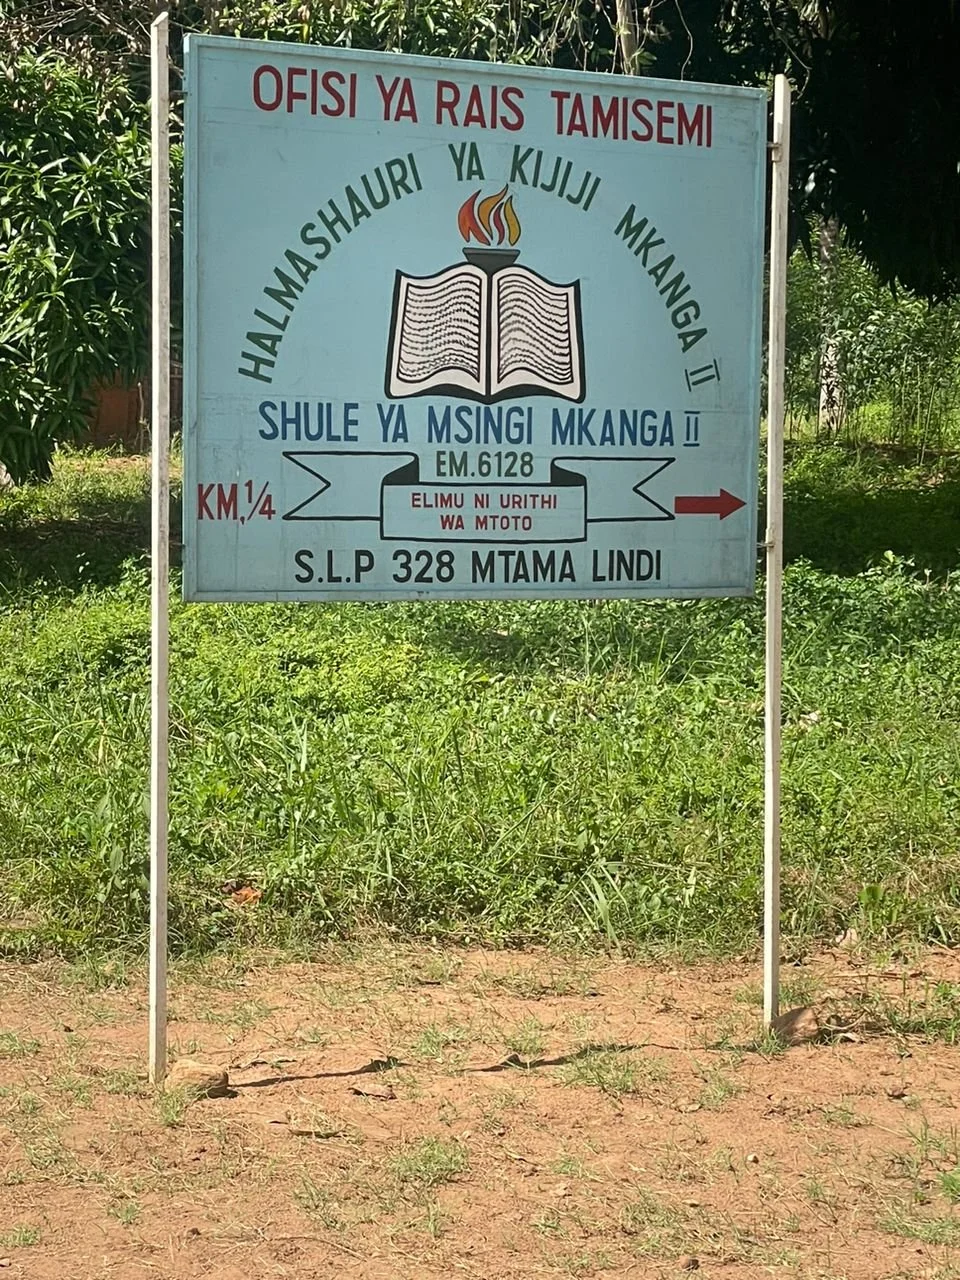 OFISI YA RAIS TAMISEMI
HALMASHAURI YA KIJIJI MKANGA II
SHULE YA MSINGI MKANGA II
EM.6128
KM,1/4
ELIMU NI URITHI
WA MTOTO
S.L.P 328 MTAMA LINDI